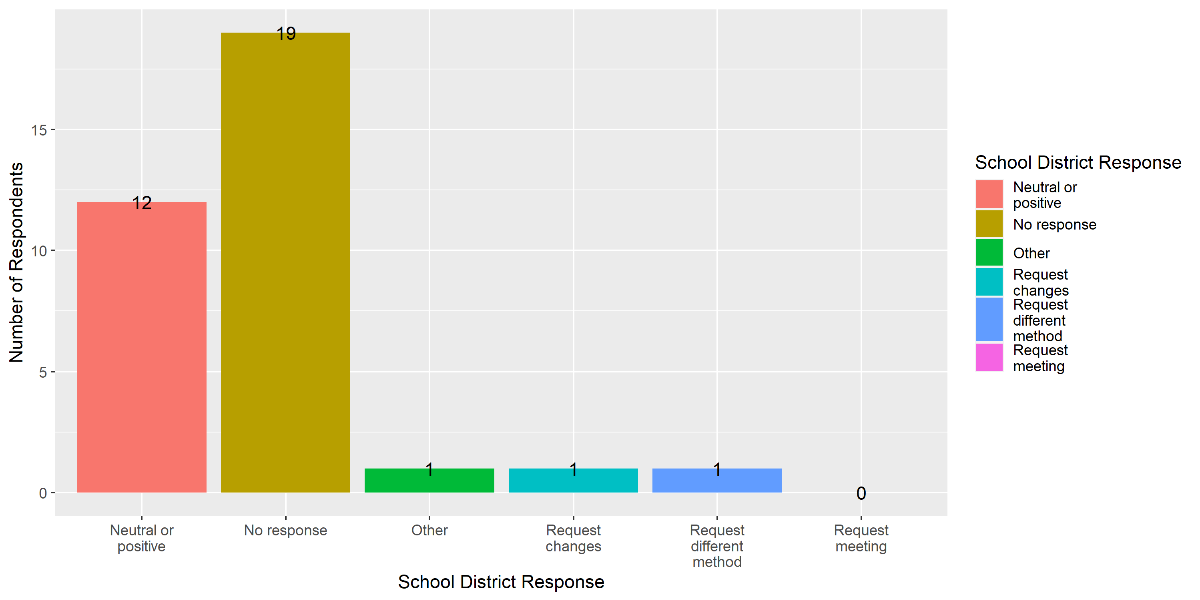 19
12
1
1
1
0
15
10
5
0
Number of Respondents
Neutral or
positive
No response
Other
Request
changes
Request
different
method
Request
meeting
School District Response
School District Response
Neutral or
positive
No response
Other
Request
changes
Request
different
method
Request
meeting